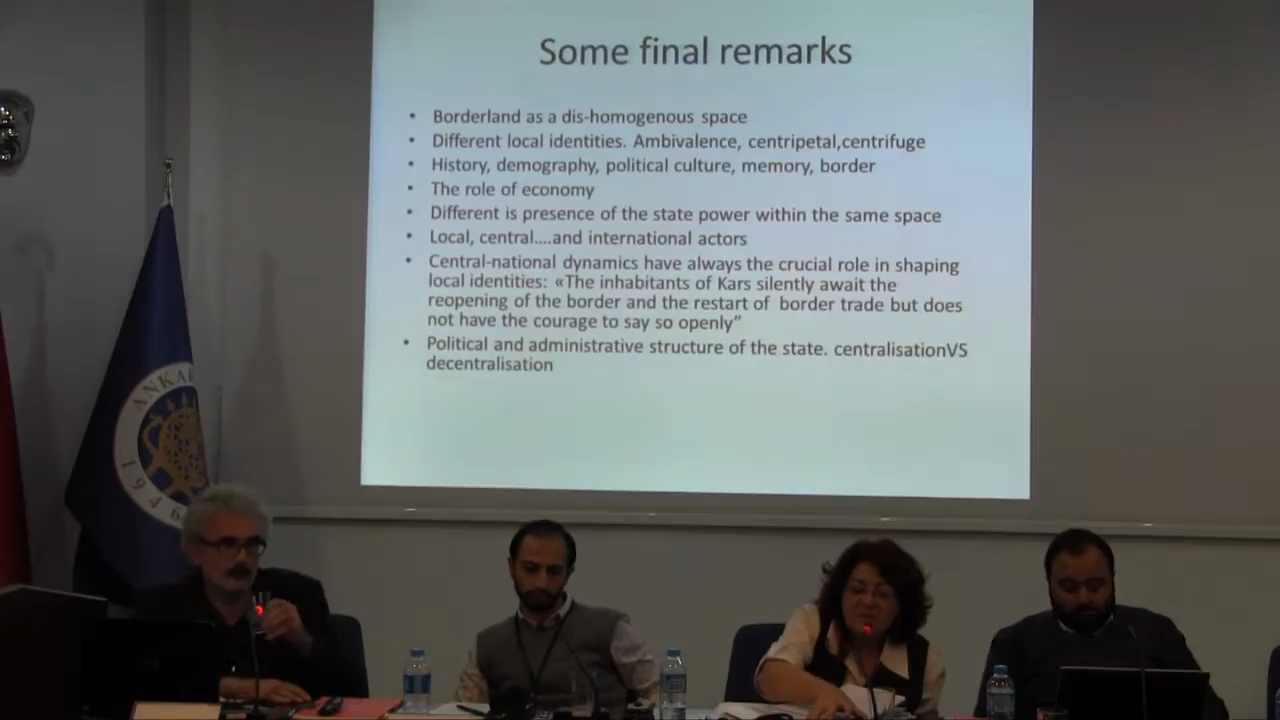 Some final remarks
• Borderland as a dis-homogenous space
• Different local identities. Ambivalence, centripetal,centrifuge
• History, demography, political culture, memory, border
• The role of economy
• Different is presence of the state power within the same space
• Local, central....and international actors
• Central-national dynamics have always the crucial role in shaping
local identities: «The inhabitants of Kars silently await the
reopening of the border and the restart of border trade but does
not have the courage to say so openly”
• Political and administrative structure of the state. centralisationVS
decentralisation
ANKA
1946